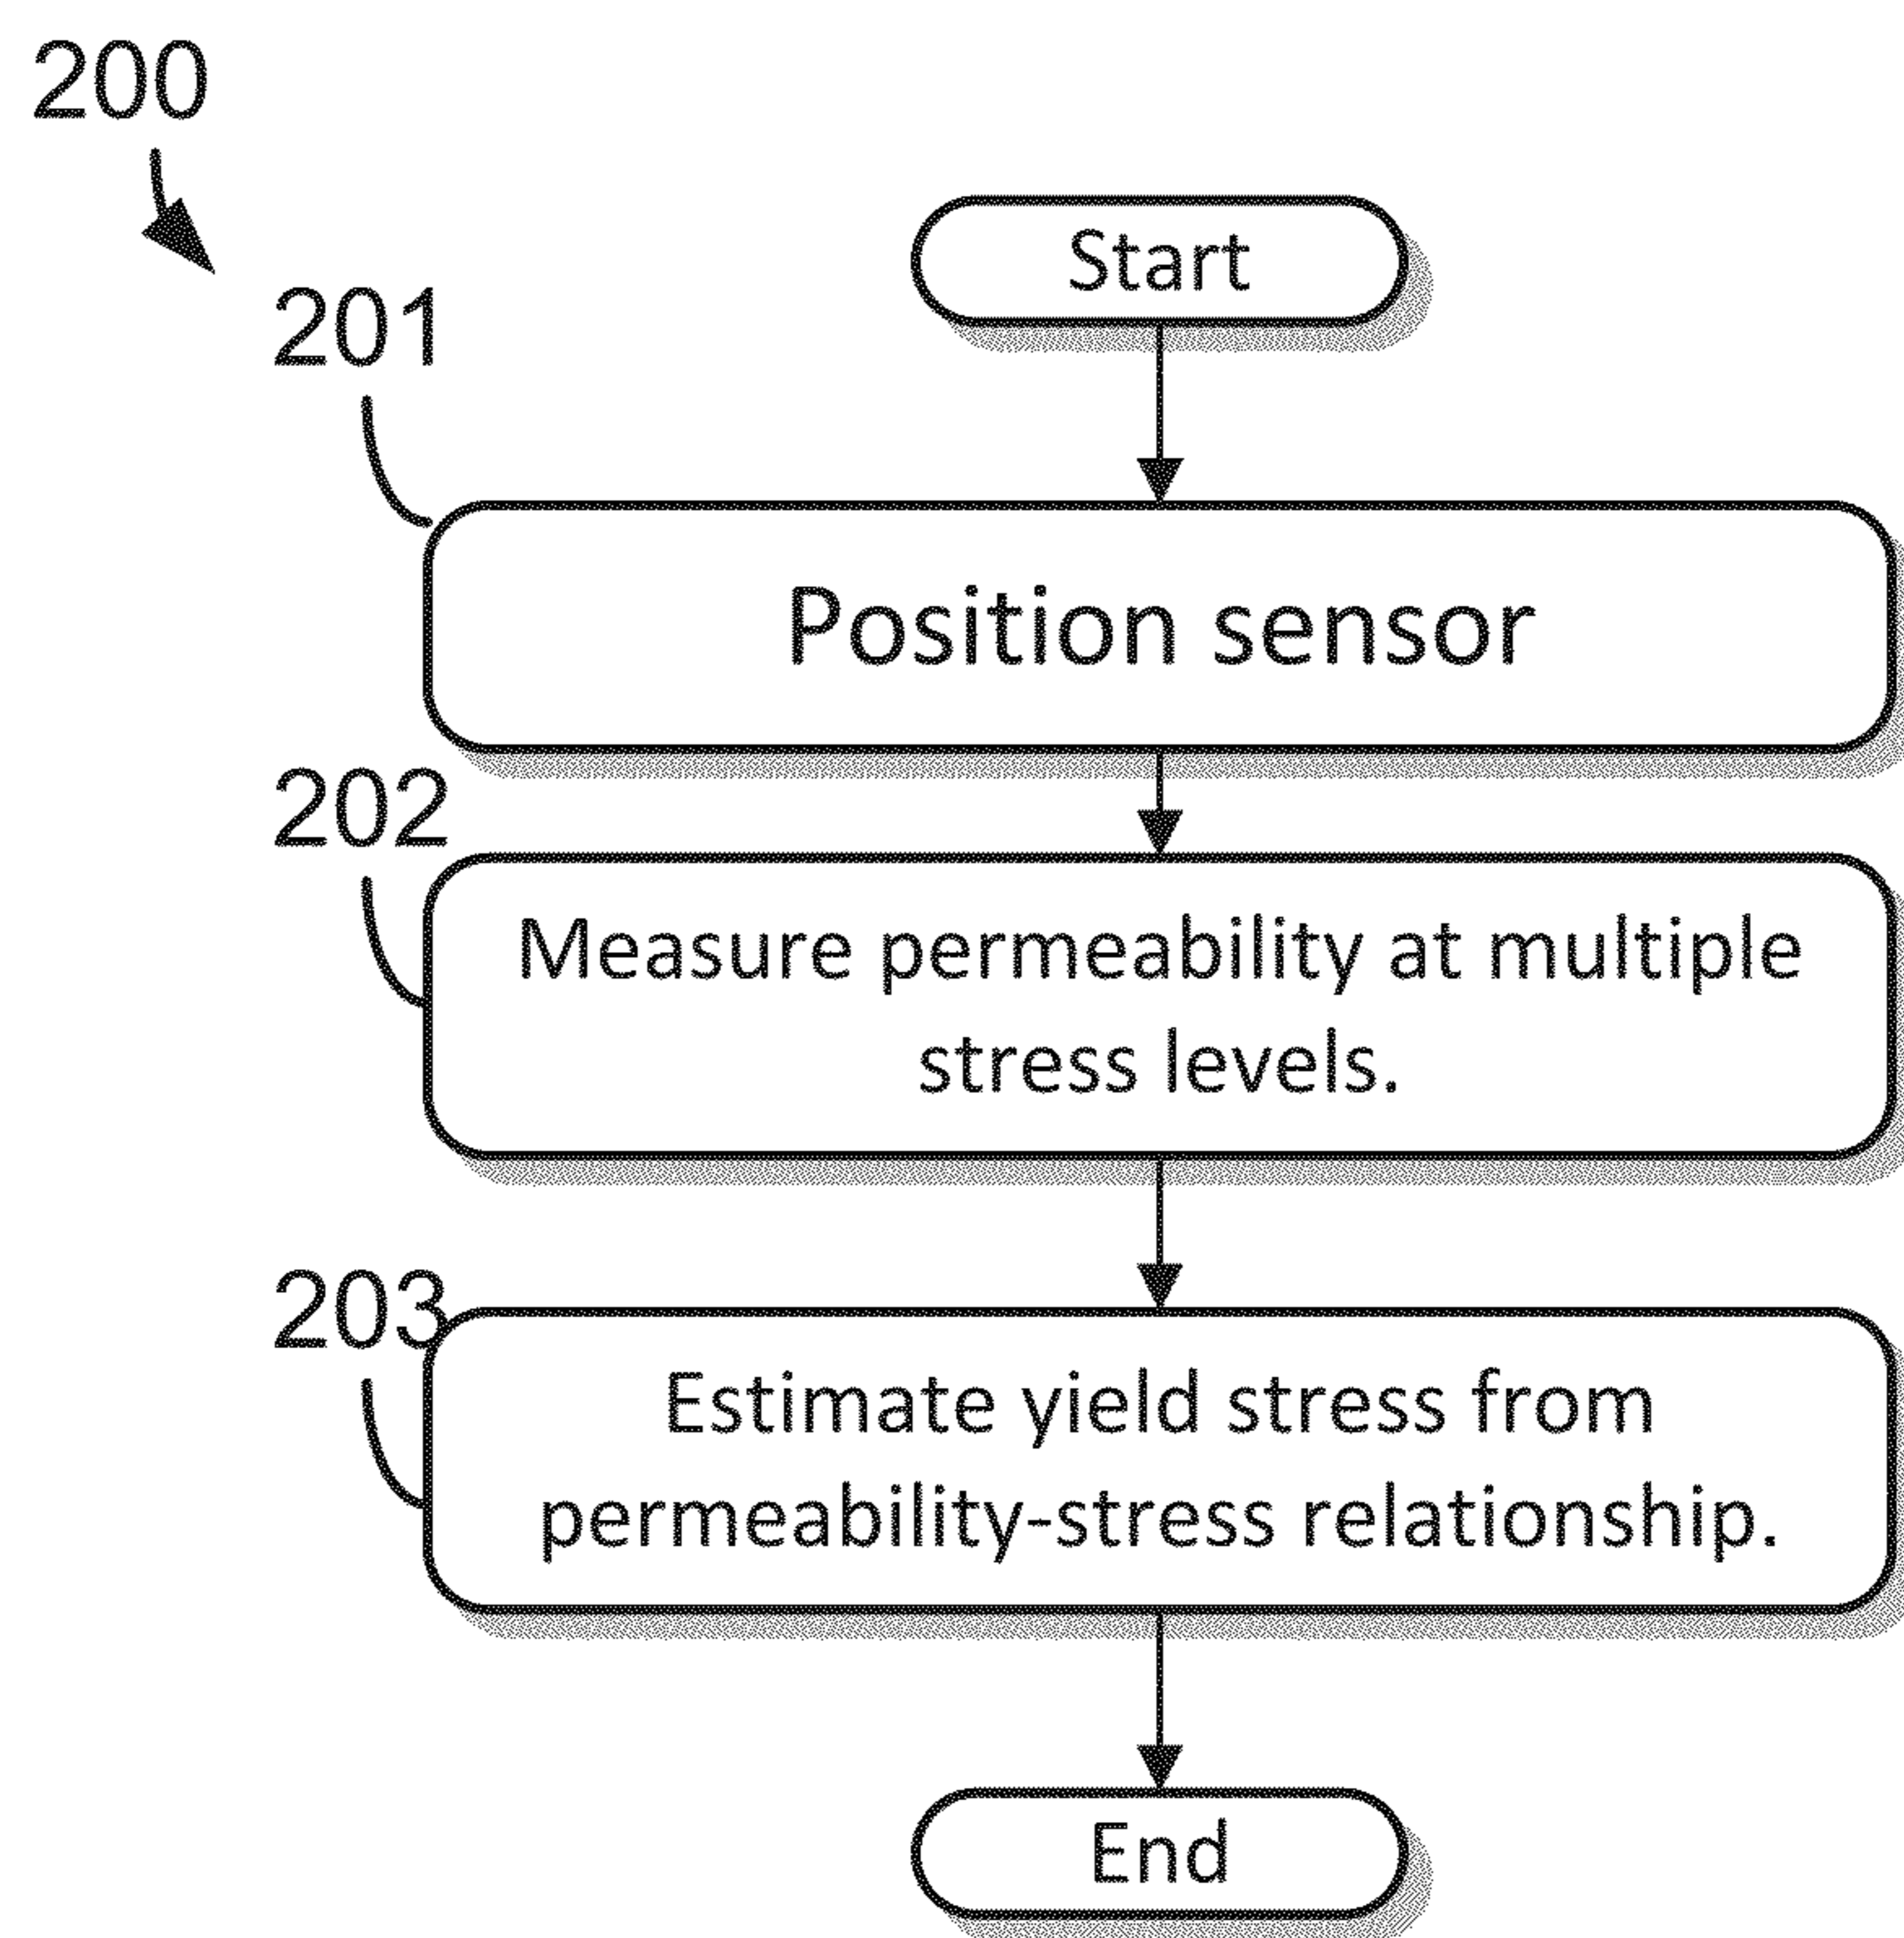 200
Start
201
Position sensor
202
Measure permeability at multiple
stress levels.
203
Estimate yield stress from
permeability-stress relationship.
End